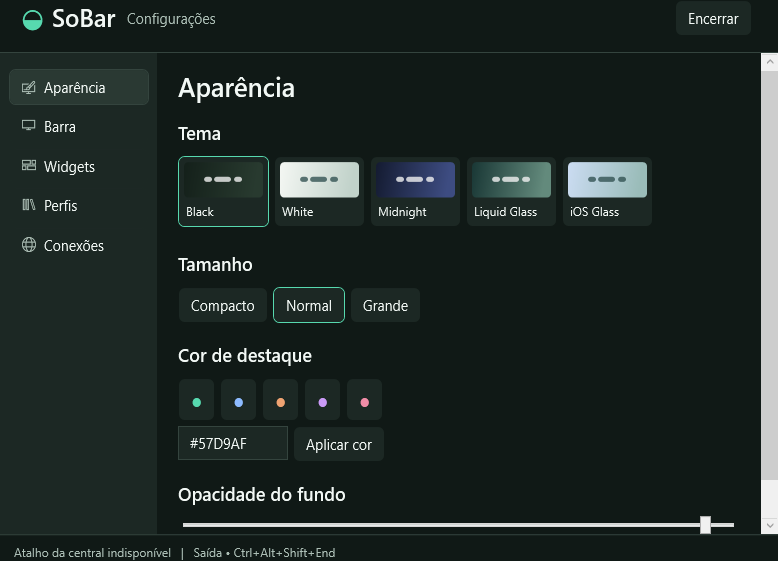 SoBar Configurações Encerrar
Aparência
Barra
Widgets
Perfis
Conexões
Aparência
Tema
Black White Midnight Liquid Glass iOS Glass
Tamanho
Compacto Normal Grande
Cor de destaque
#57D9AF Aplicar cor
Opacidade do fundo
Atalho da central indisponível | Saída • Ctrl+Alt+Shift+End